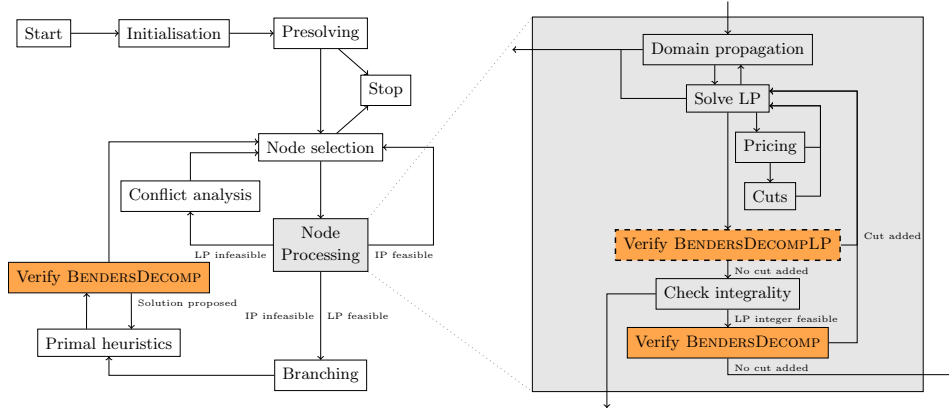 Start
Initialisation
Presolving
Stop
Node selection
Conflict analysis
Node
Processing
LP infeasible
IP feasible
Verify BENDERSDECOMP
Solution proposed
IP infeasible
LP feasible
Primal heuristics
Branching
Domain propagation
Solve LP
Pricing
Cuts
Verify BENDERSDECOMPLP
Cut added
No cut added
Check integrality
LP integer feasible
Verify BENDERSDECOMP
No cut added